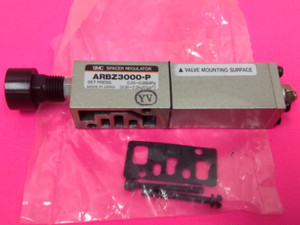 SMC SPACER REGULATOR
ARBZ3000-P
SET PRESS.
MADE IN JAPAN
YV
⚠ VALVE MOUNTING SURFACE